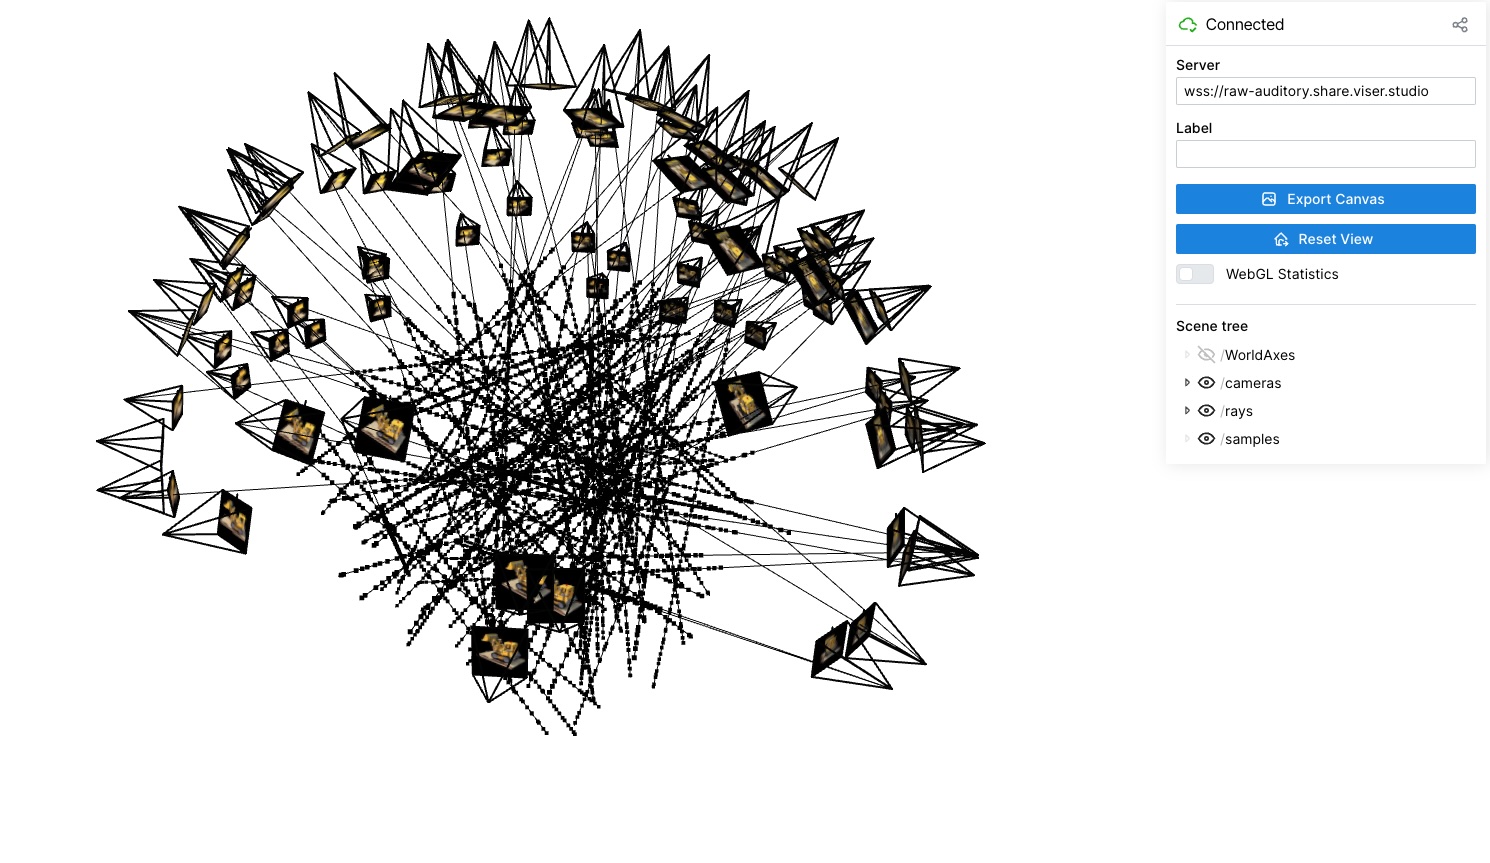 Connected
Server
wss://raw-auditory.share.viser.studio
Label
Export Canvas
Reset View
WebGL Statistics
Scene tree
/WorldAxes
/cameras
/rays
/samples